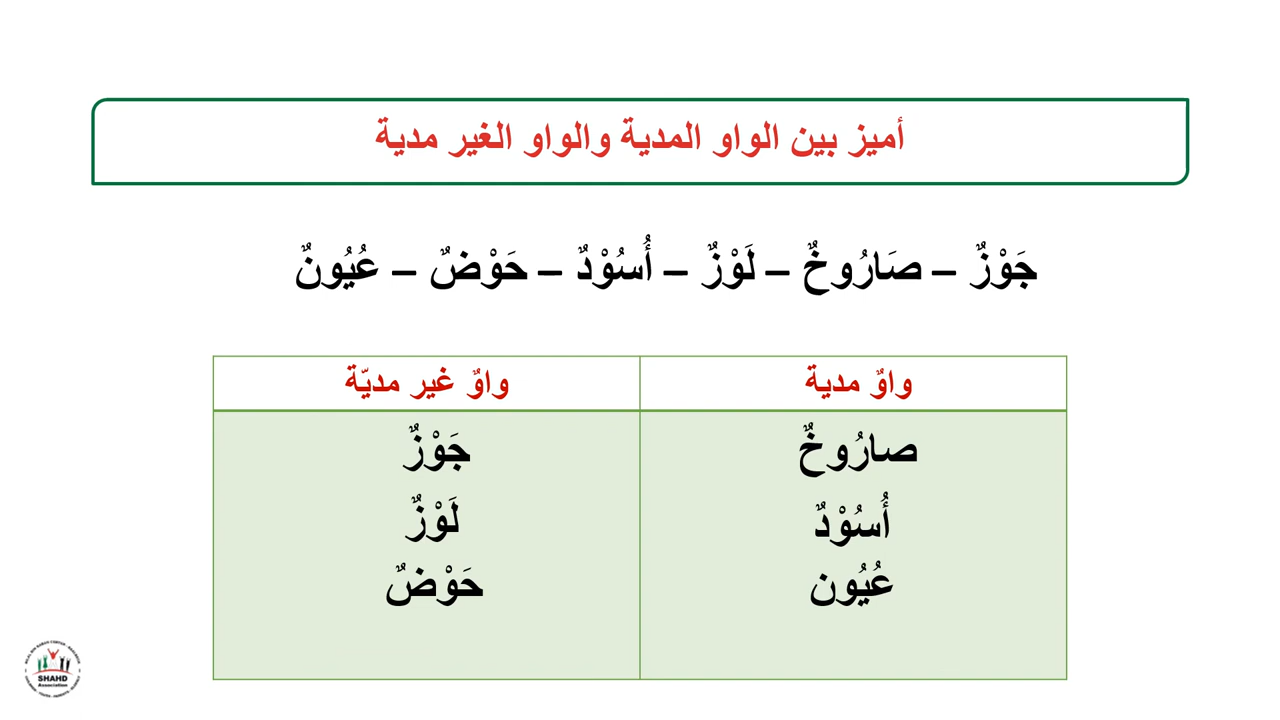 أميز بين الواو المدية والواو الغير مدية
جَوْزٌ – صَارُوخٌ – لَوْزٌ – أُسُوْدٌ – حَوْضٌ – عُيُونٌ
واوٌ مدية
واوٌ غير مديّة
صارُوخٌ
جَوْزٌ
أُسُوْدٌ
لَوْزٌ
عُيُون
حَوْضٌ
SHAHD
Association